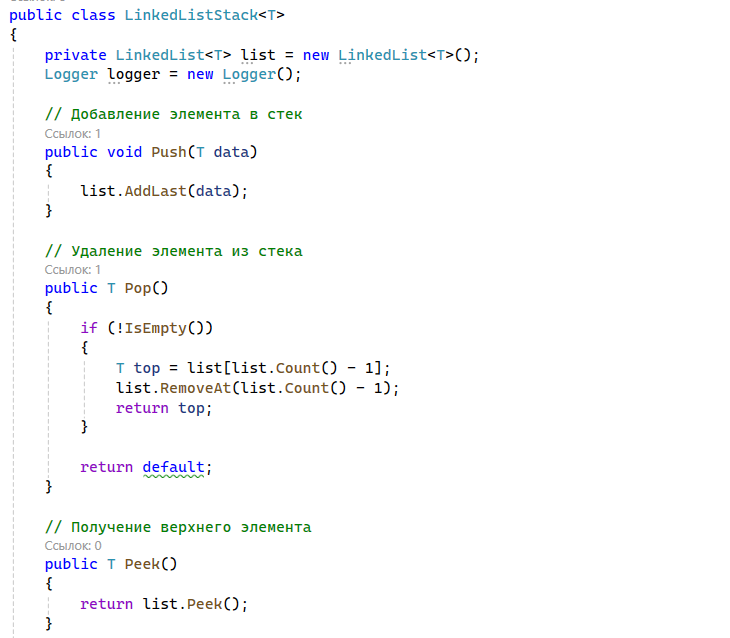 public class LinkedListStack<T>
{
    private LinkedList<T> list = new LinkedList<T>();
    Logger logger = new Logger();

    // Добавление элемента в стек
    Ссылок: 1
    public void Push(T data)
    {
        list.AddLast(data);
    }

    // Удаление элемента из стека
    Ссылок: 1
    public T Pop()
    {
        if (!IsEmpty())
        {
            T top = list[list.Count() - 1];
            list.RemoveAt(list.Count() - 1);
            return top;
        }

        return default;
    }

    // Получение верхнего элемента
    Ссылок: 0
    public T Peek()
    {
        return list.Peek();
    }